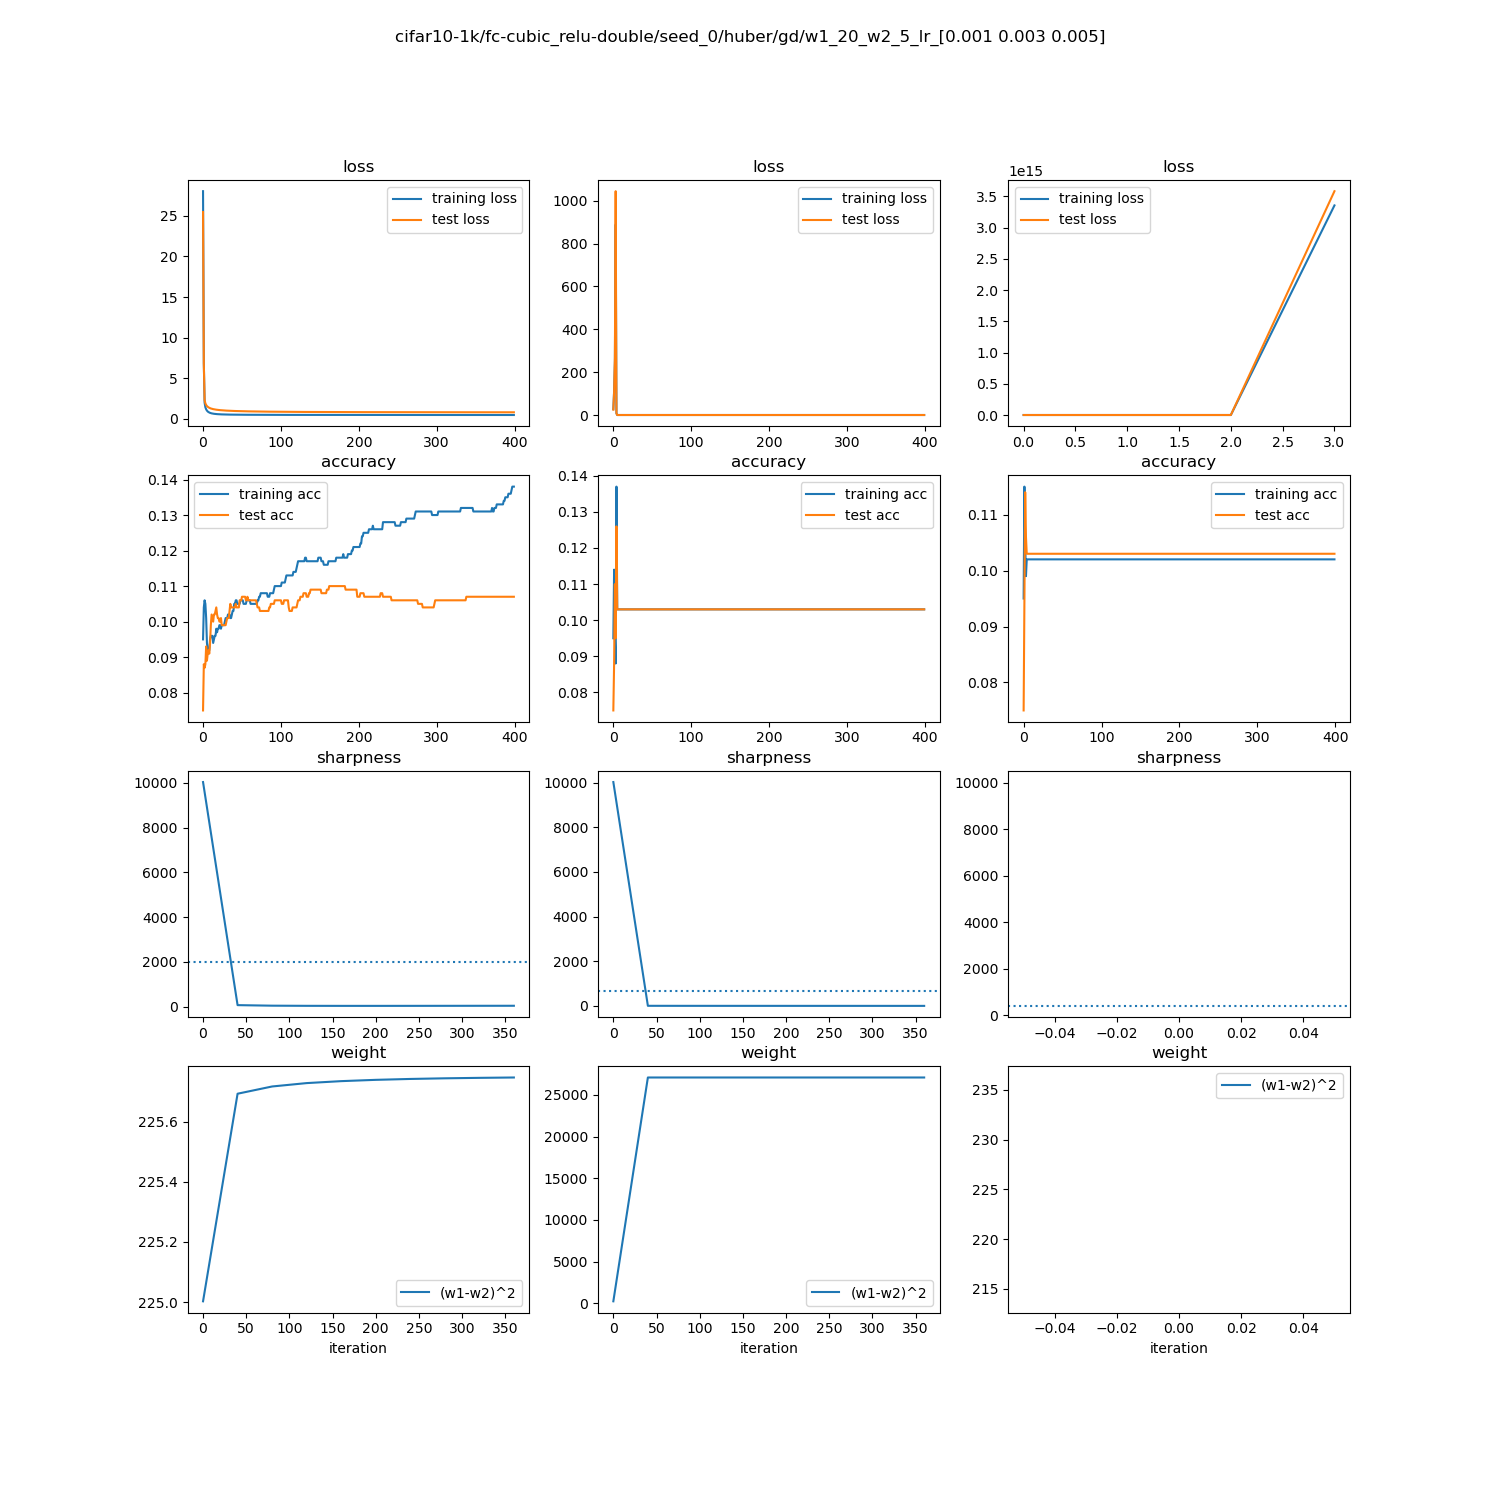 cifar10-1k/fc-cubic_relu-double/seed_0/huber/gd/w1_20_w2_5_lr_[0.001 0.003 0.005]
loss
training loss
test loss
25
20
15
10
5
0
0 100 200 300 400
loss
training loss
test loss
1000
800
600
400
200
0
0 100 200 300 400
loss
1e15
training loss
test loss
3.5
3.0
2.5
2.0
1.5
1.0
0.5
0.0
0.0 0.5 1.0 1.5 2.0 2.5 3.0
accuracy
training acc
test acc
0.14
0.13
0.12
0.11
0.10
0.09
0.08
0 100 200 300 400
accuracy
training acc
test acc
0.14
0.13
0.12
0.11
0.10
0.09
0.08
0 100 200 300 400
accuracy
training acc
test acc
0.11
0.10
0.09
0.08
0 100 200 300 400
sharpness
10000
8000
6000
4000
2000
0
0 50 100 150 200 250 300 350
sharpness
10000
8000
6000
4000
2000
0
0 50 100 150 200 250 300 350
sharpness
10000
8000
6000
4000
2000
0
−0.04 −0.02 0.00 0.02 0.04
weight
225.6
225.4
225.2
225.0
(w1-w2)^2
0 50 100 150 200 250 300 350
iteration
weight
25000
20000
15000
10000
5000
0
(w1-w2)^2
0 50 100 150 200 250 300 350
iteration
weight
(w1-w2)^2
235
230
225
220
215
−0.04 −0.02 0.00 0.02 0.04
iteration